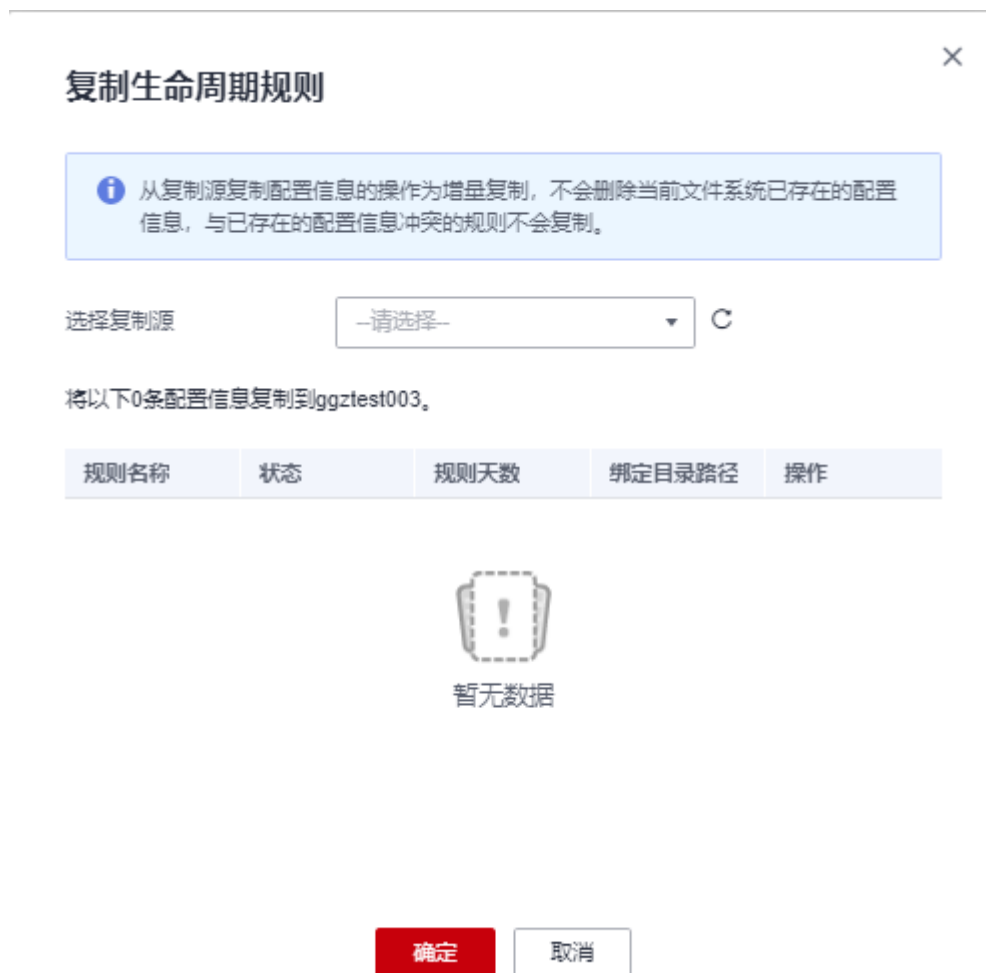 复制生命周期规则
从复制源复制配置信息的操作为增量复制，不会删除当前文件系统已存在的配置
信息，与已存在的配置信息冲突的规则不会复制。
选择复制源 --请选择--
将以下0条配置信息复制到ggztest003。
规则名称 状态 规则天数 绑定目录路径 操作
暂无数据
确定 取消